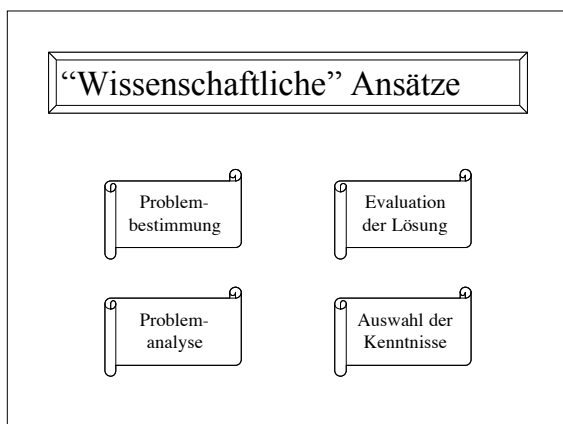 “Wissenschaftliche” Ansätze
Problem-
bestimmung
Evaluation
der Lösung
Problem-
analyse
Auswahl der
Kenntnisse